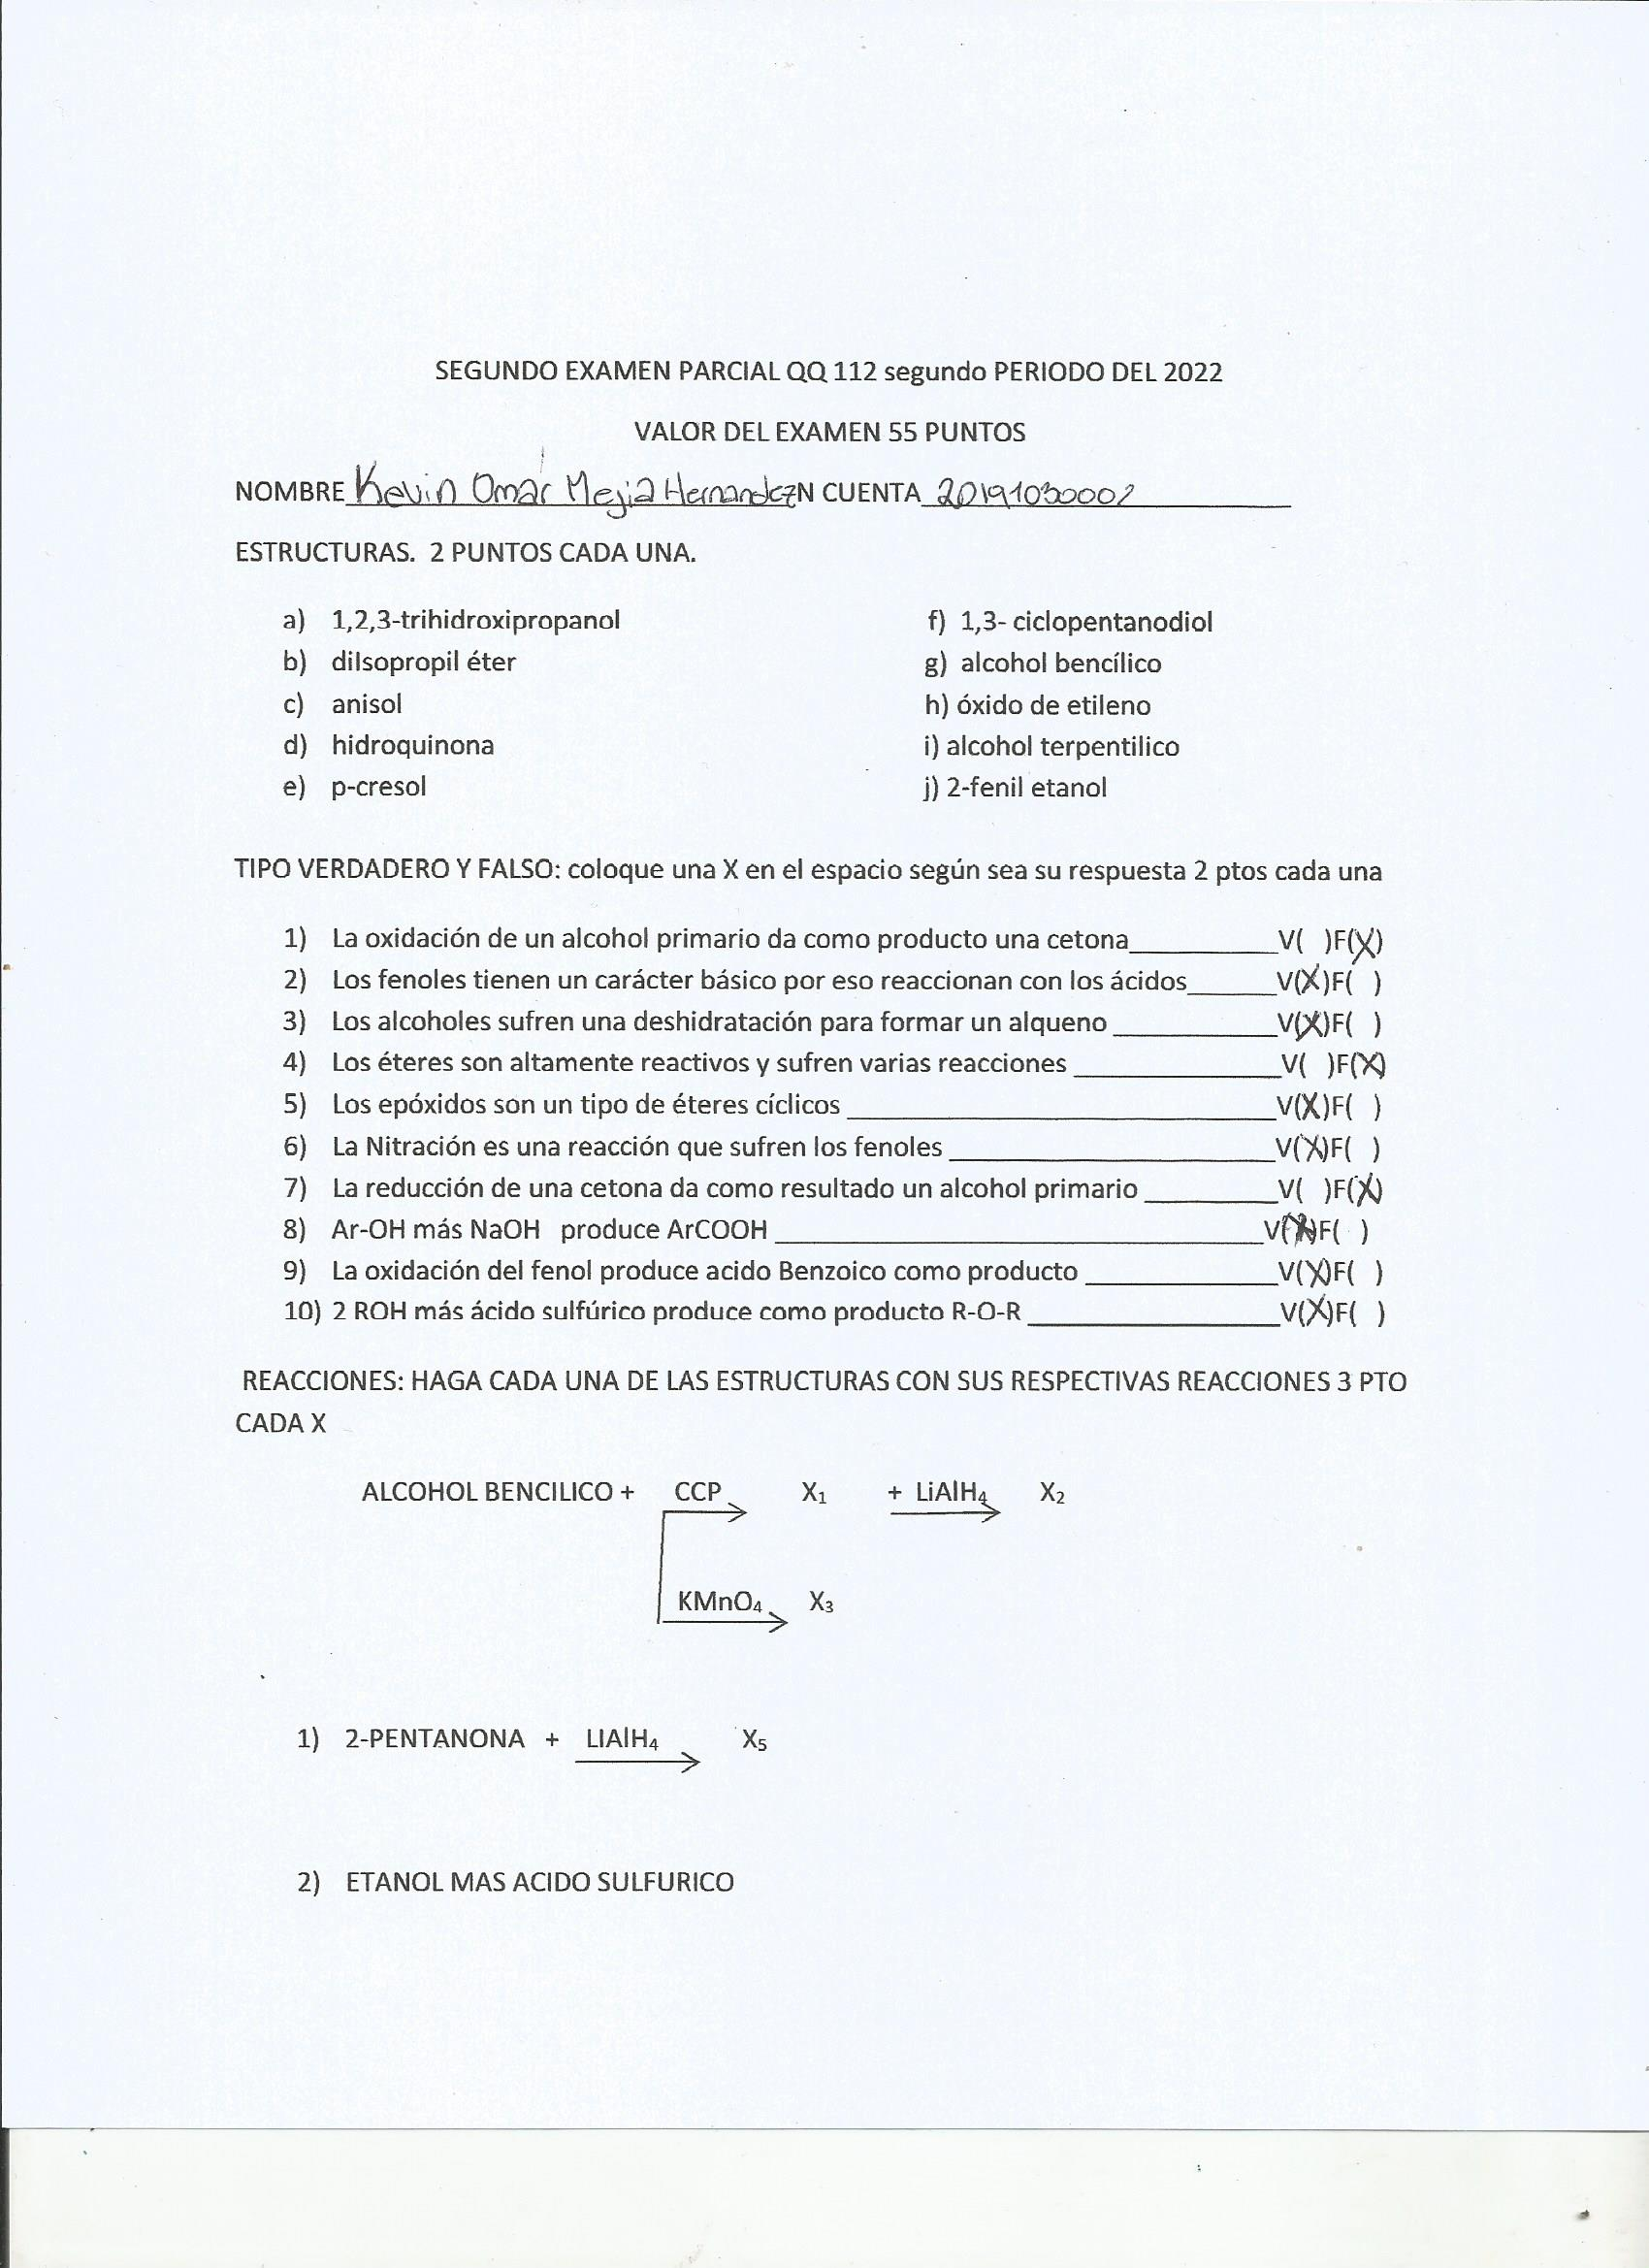 SEGUNDO EXAMEN PARCIAL QQ 112 segundo PERIODO DEL 2022
VALOR DEL EXAMEN 55 PUNTOS
NOMBRE Kevin Omar Mejia Hernandez N CUENTA 20191030002
ESTRUCTURAS. 2 PUNTOS CADA UNA.
a) 1,2,3-trihidroxipropanol f) 1,3- ciclopentanodiol
b) diIsopropil éter g) alcohol bencílico
c) anisol h) óxido de etileno
d) hidroquinona i) alcohol terpentilico
e) p-cresol j) 2-fenil etanol
TIPO VERDADERO Y FALSO: coloque una X en el espacio según sea su respuesta 2 ptos cada una
1) La oxidación de un alcohol primario da como producto una cetona__________V( )F(X)
2) Los fenoles tienen un carácter básico por eso reaccionan con los ácidos______V(X)F( )
3) Los alcoholes sufren una deshidratación para formar un alqueno ___________V(X)F( )
4) Los éteres son altamente reactivos y sufren varias reacciones ______________V( )F(X)
5) Los epóxidos son un tipo de éteres cíclicos _____________________________V(X)F( )
6) La Nitración es una reacción que sufren los fenoles ______________________V(X)F( )
7) La reducción de una cetona da como resultado un alcohol primario _________V( )F(X)
8) Ar-OH más NaOH produce ArCOOH _________________________________V(X)F( )
9) La oxidación del fenol produce acido Benzoico como producto _____________V(X)F( )
10) 2 ROH más ácido sulfúrico produce como producto R-O-R _________________V(X)F( )
REACCIONES: HAGA CADA UNA DE LAS ESTRUCTURAS CON SUS RESPECTIVAS REACCIONES 3 PTO
CADA X
ALCOHOL BENCILICO + CCP X₁ + LiAlH₄ X₂
KMnO₄ X₃
1) 2-PENTANONA + LIAlH₄ X₅
2) ETANOL MAS ACIDO SULFURICO